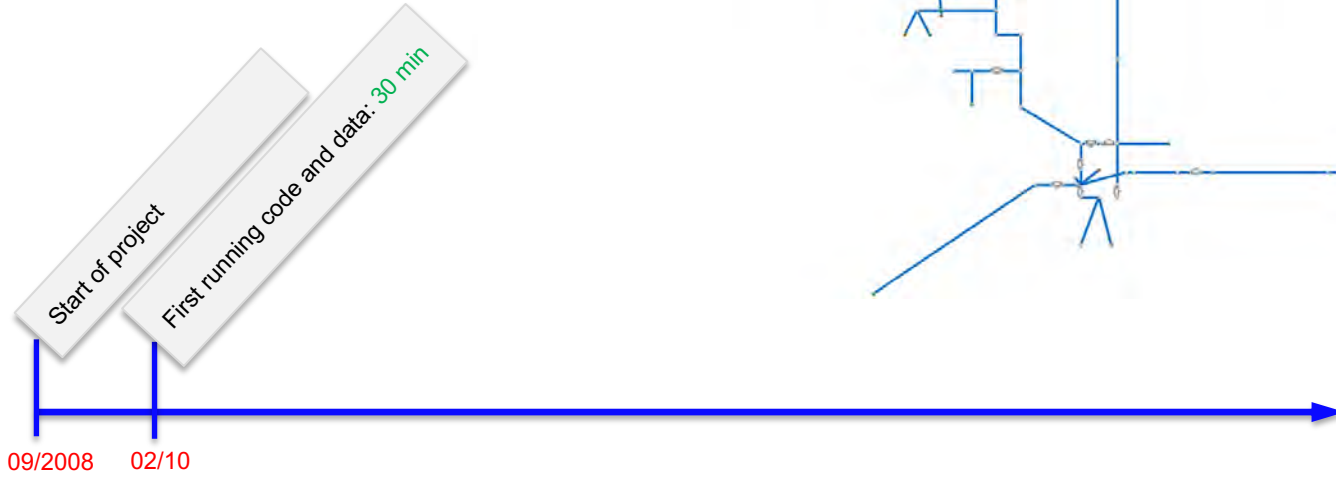 Start of project
First running code and data: 30 min
09/2008
02/10